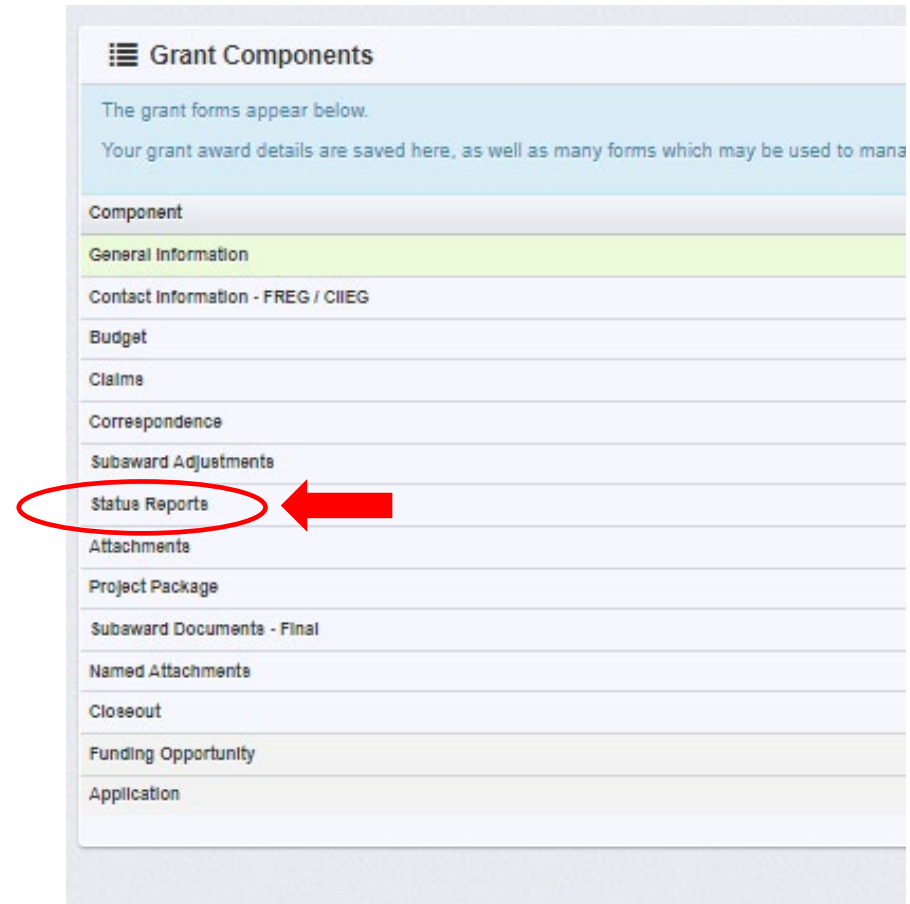 Grant Components
The grant forms appear below.
Your grant award details are saved here, as well as many forms which may be used to mana
Component
General Information
Contact Information - FREG / CIIEG
Budget
Claims
Correspondence
Subaward Adjustments
Status Reports
Attachments
Project Package
Subaward Documents - Final
Named Attachments
Closeout
Funding Opportunity
Application